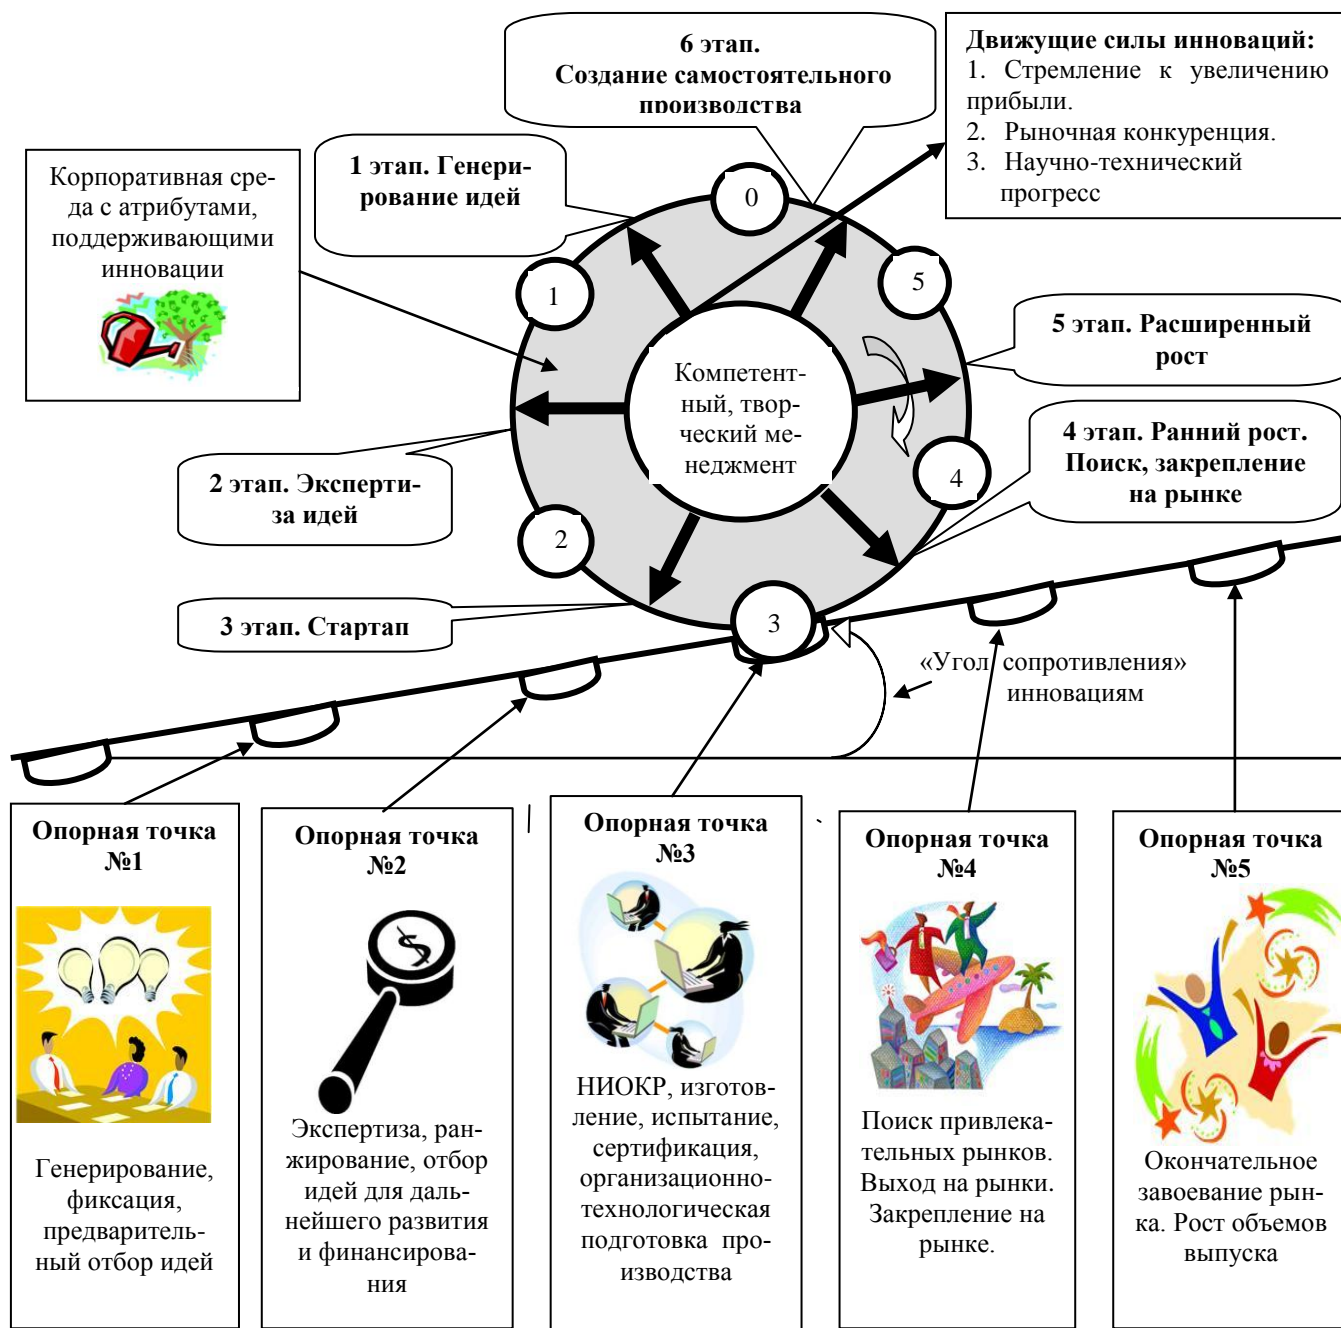 6 этап.
Создание самостоятельного
производства
Движущие силы инноваций:
1. Стремление к увеличению
прибыли.
2. Рыночная конкуренция.
3. Научно-технический
прогресс
1 этап. Генери-
рование идей
Корпоративная сре-
да с атрибутами,
поддерживающими
инновации
0
1
5
5 этап. Расширенный
рост
Компетент-
ный, твор-
ческий ме-
неджмент
4 этап. Ранний рост.
Поиск, закрепление
на рынке
2 этап. Эксперти-
за идей
4
2
3 этап. Стартап
3
«Угол сопротивления»
инновациям
Опорная точка
№1
Генерирование,
фиксация,
предваритель-
ный отбор идей
Опорная точка
№2
$
Экспертиза, ран-
жирование, отбор
идей для даль-
нейшего развития
и финансирова-
ния
Опорная точка
№3
НИОКР, изготов-
ление, испытание,
сертификация,
организационно-
технологическая
подготовка про-
изводства
Опорная точка
№4
Поиск привлека-
тельных рынков.
Выход на рынки.
Закрепление на
рынке.
Опорная точка
№5
Окончательное
завоевание рын-
ка. Рост объемов
выпуска